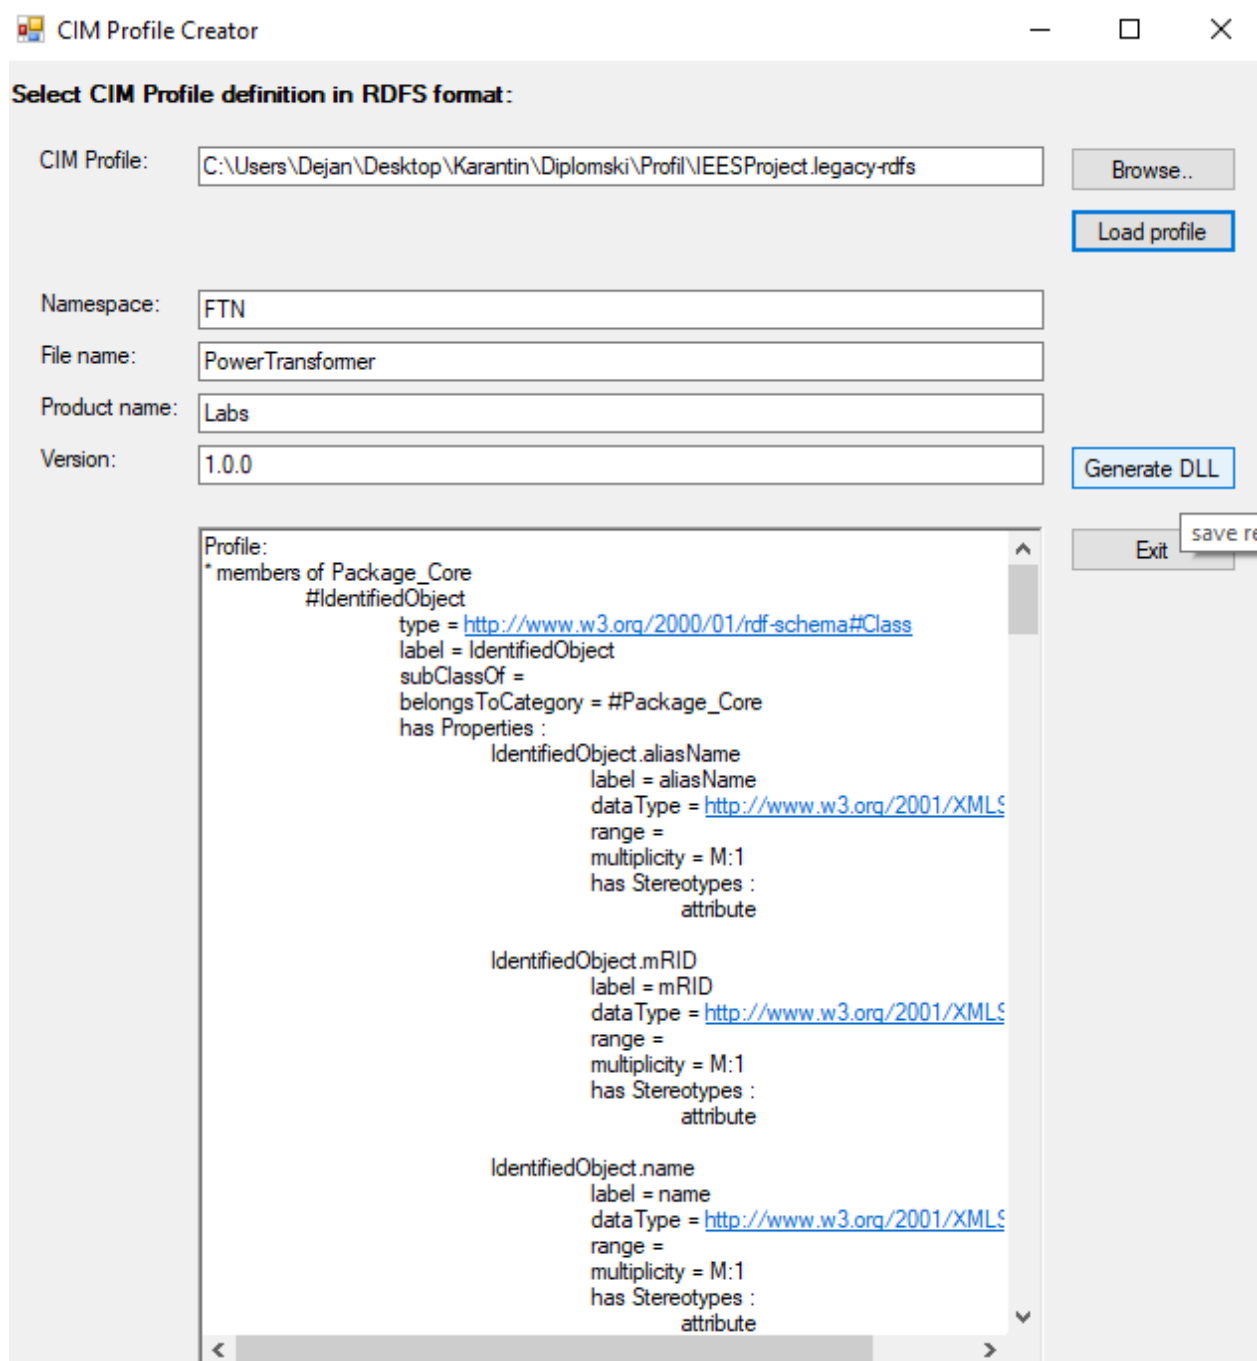 CIM Profile Creator
Select CIM Profile definition in RDFS format:
CIM Profile:
C:\Users\Dejan\Desktop\Karantin\Diplomski\Profil\IEESProject.legacy-rdfs
Browse..
Load profile
Namespace:
FTN
File name:
PowerTransformer
Product name:
Labs
Version:
1.0.0
Generate DLL
save re
Exit
Profile:
* members of Package_Core
#IdentifiedObject
type = http://www.w3.org/2000/01/rdf-schema#Class
label = IdentifiedObject
subClassOf =
belongsToCategory = #Package_Core
has Properties :
IdentifiedObject.aliasName
label = aliasName
dataType = http://www.w3.org/2001/XMLS
range =
multiplicity = M:1
has Stereotypes :
attribute
IdentifiedObject.mRID
label = mRID
dataType = http://www.w3.org/2001/XMLS
range =
multiplicity = M:1
has Stereotypes :
attribute
IdentifiedObject.name
label = name
dataType = http://www.w3.org/2001/XMLS
range =
multiplicity = M:1
has Stereotypes :
attribute